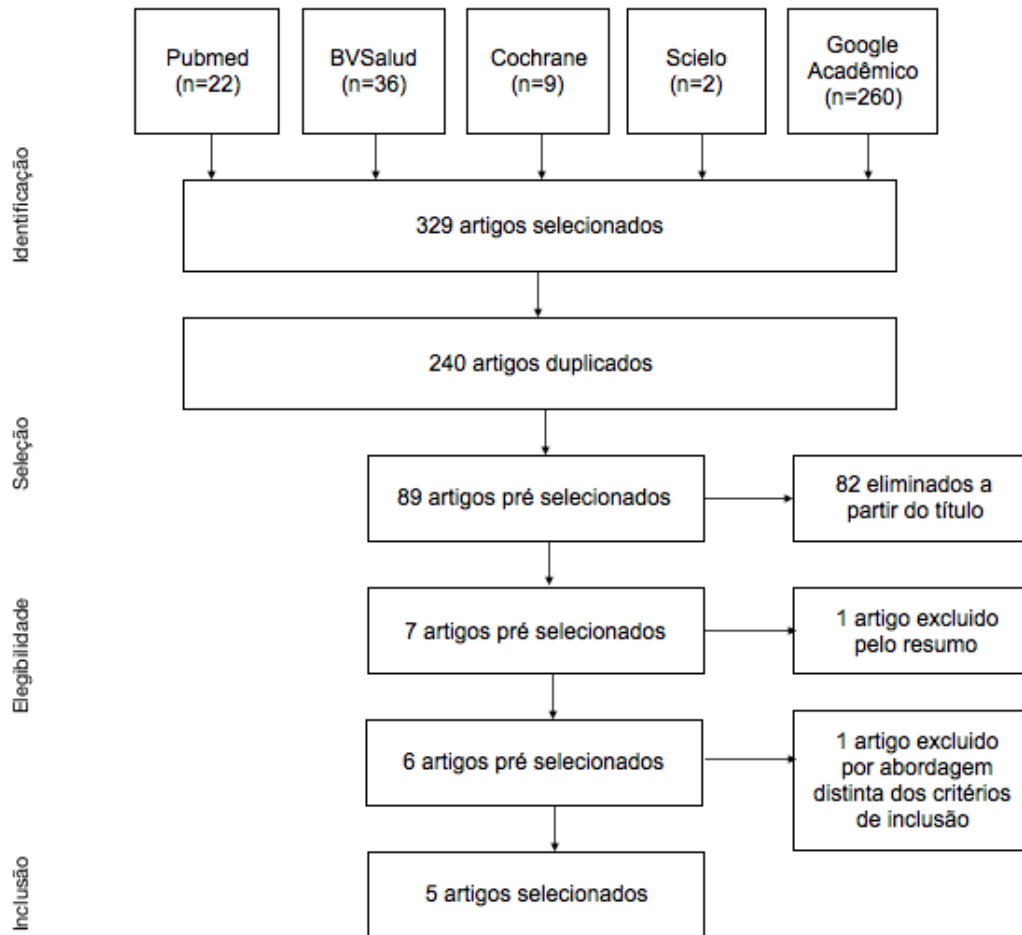 Pubmed
(n=22)
BVSalud
(n=36)
Cochrane
(n=9)
Scielo
(n=2)
Google
Acadêmico
(n=260)
Identificação
329 artigos selecionados
240 artigos duplicados
Seleção
89 artigos pré selecionados
82 eliminados a
partir do título
Elegibilidade
7 artigos pré selecionados
1 artigo excluido
pelo resumo
6 artigos pré selecionados
1 artigo excluido
por abordagem
distinta dos critérios
de inclusão
Inclusão
5 artigos selecionados